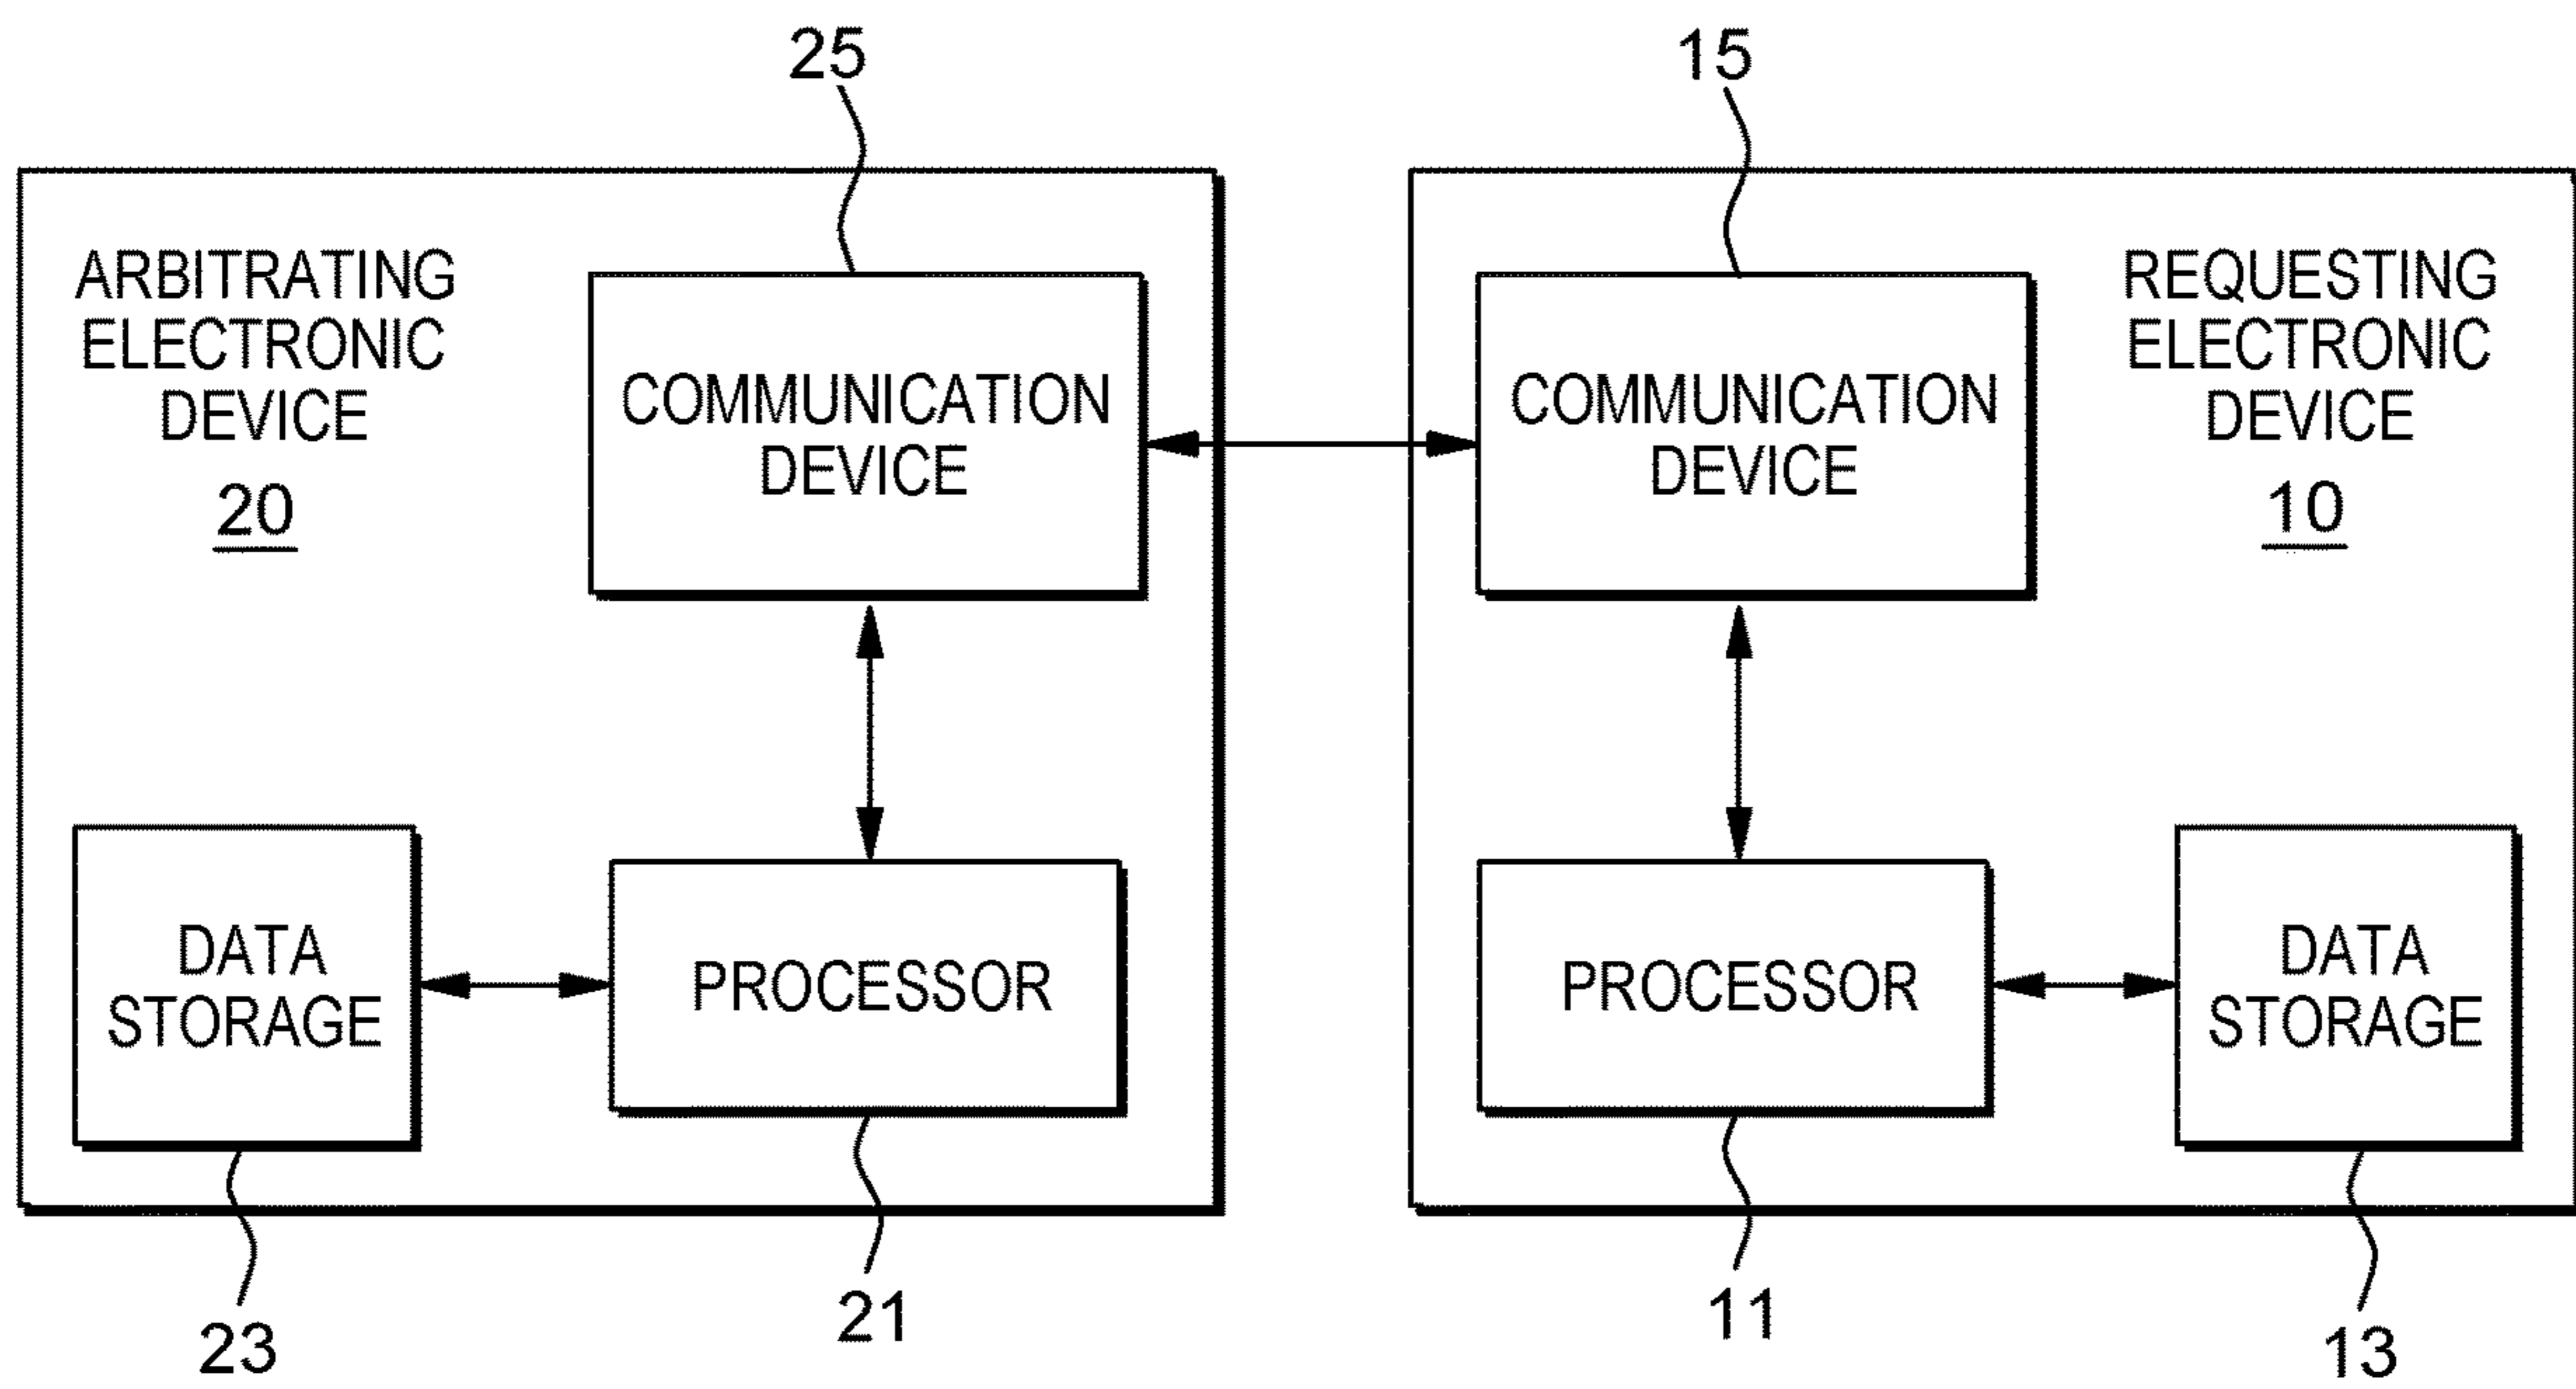 25
15
ARBITRATING
ELECTRONIC
DEVICE
20
COMMUNICATION
DEVICE
COMMUNICATION
DEVICE
REQUESTING
ELECTRONIC
DEVICE
10
DATA
STORAGE
PROCESSOR
PROCESSOR
DATA
STORAGE
23
21
11
13